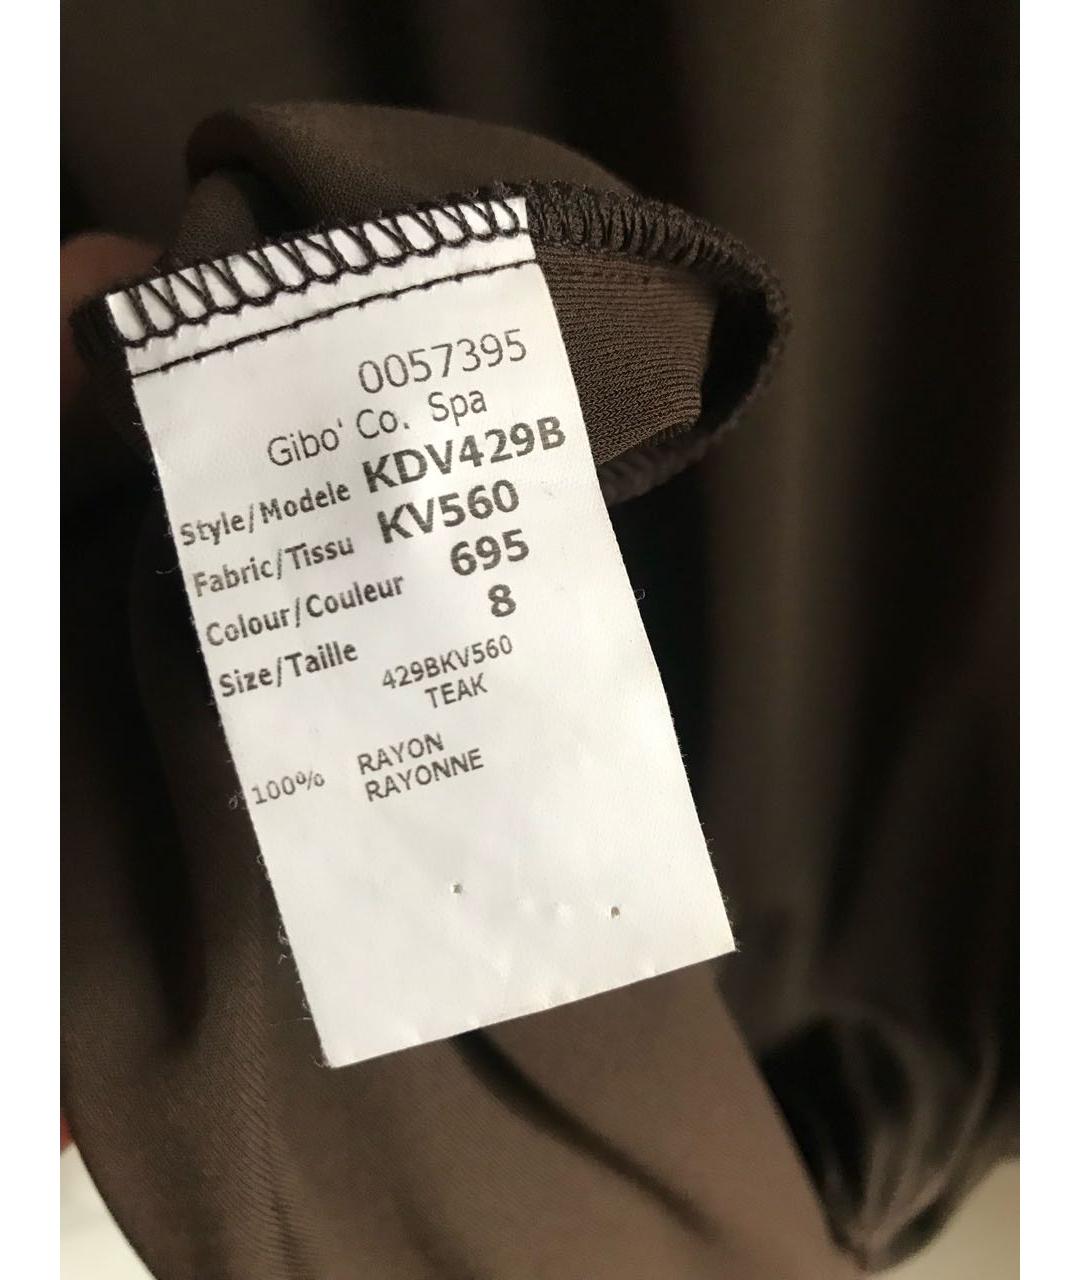 0057395
Gibo' Co. Spa
Style/Modele KDV429B
Fabric/Tissu KV560
Colour/Couleur 695
Size/Taille 8
429BKV560
TEAK
100% RAYON
RAYONNE